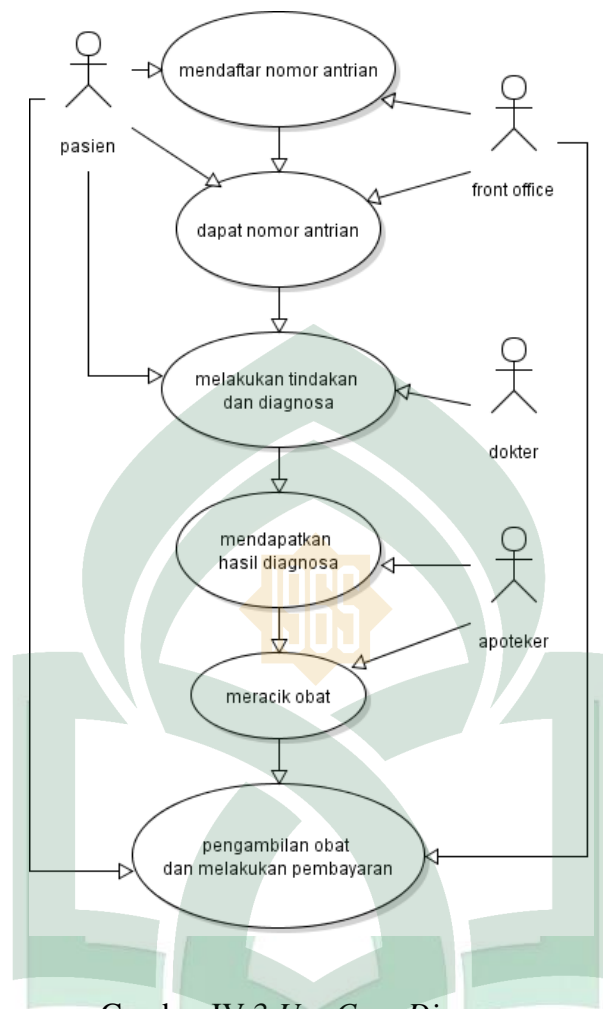 mendaftar nomor antrian
pasien
front office
dapat nomor antrian
melakukan tindakan
dan diagnosa
dokter
mendapatkan
hasil diagnosa
1965
apoteker
meracik obat
pengambilan obat
dan melakukan pembayaran